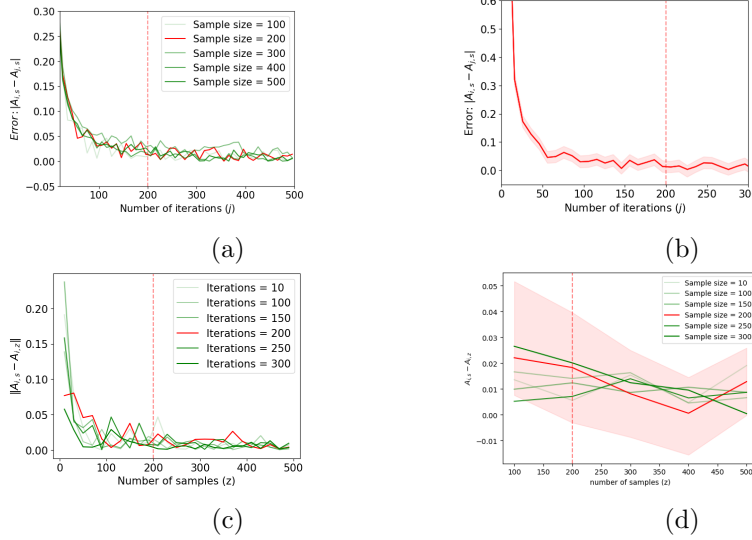 0.30
0.25
0.20
0.15
0.10
0.05
0.00
−0.05
Error: |A_{i,s} − A_{j,s}|
Sample size = 100
Sample size = 200
Sample size = 300
Sample size = 400
Sample size = 500
100 200 300 400 500
Number of iterations (j)
(a)
0.6
0.5
0.4
0.3
0.2
0.1
0.0
Error: |A_{i,s} − A_{j,s}|
0 50 100 150 200 250 300
Number of iterations (j)
(b)
0.20
0.15
0.10
0.05
0.00
||A_{i,s} − A_{i,z}||
Iterations = 10
Iterations = 100
Iterations = 150
Iterations = 200
Iterations = 250
Iterations = 300
0 100 200 300 400 500
Number of samples (z)
(c)
0.05
0.04
0.03
0.02
0.01
0.00
−0.01
A_{i,s} − A_{i,z}
Sample size = 10
Sample size = 100
Sample size = 150
Sample size = 200
Sample size = 250
Sample size = 300
100 150 200 250 300 350 400 450 500
number of samples (z)
(d)